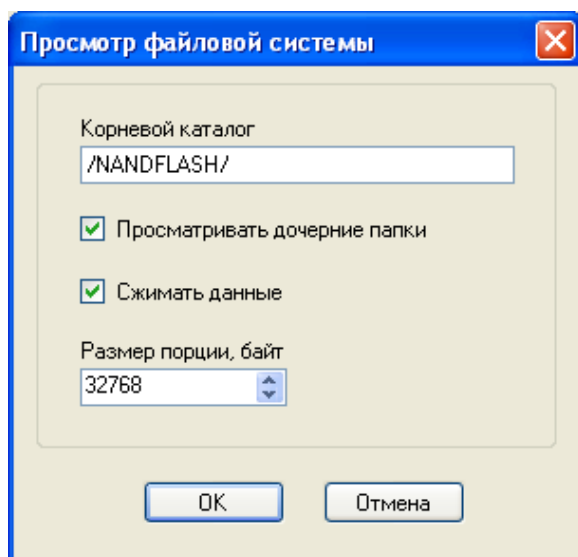 Просмотр файловой системы
Корневой каталог
/NANDFLASH/
Просматривать дочерние папки
Сжимать данные
Размер порции, байт
32768
OK
Отмена